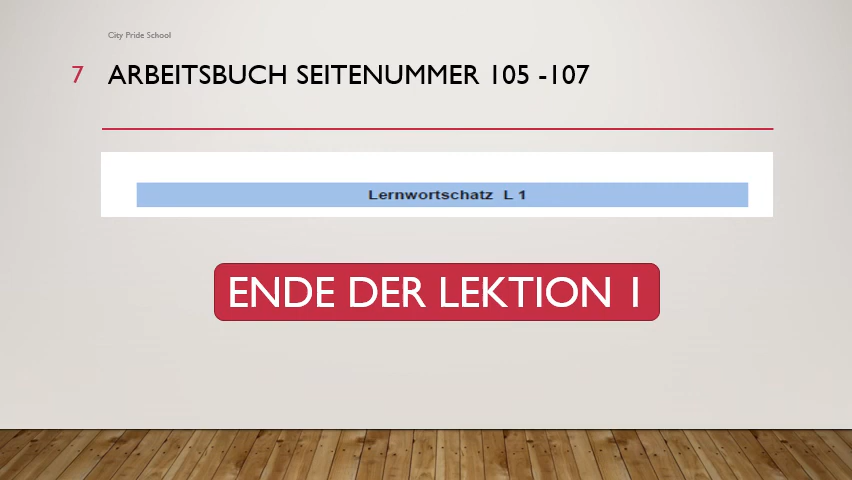 City Pride School
7 ARBEITSBUCH SEITENUMMER 105 -107
Lernwortschatz L 1
ENDE DER LEKTION 1